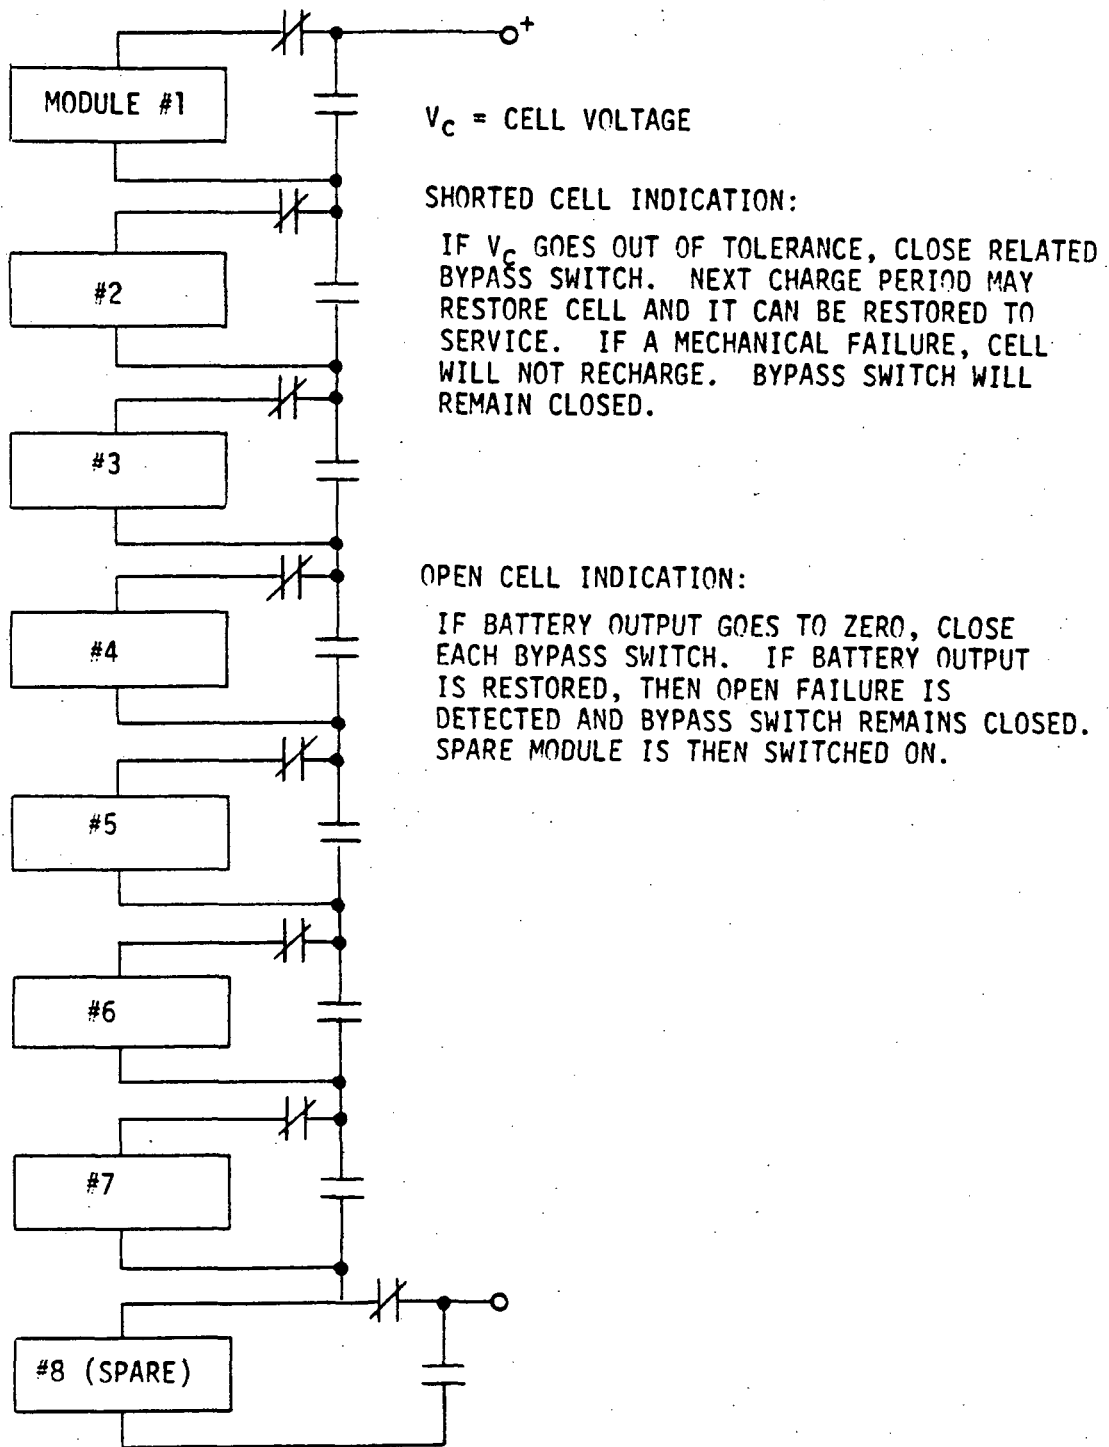 +
MODULE #1
V_C = CELL VOLTAGE
SHORTED CELL INDICATION:
IF V_C GOES OUT OF TOLERANCE, CLOSE RELATED
BYPASS SWITCH. NEXT CHARGE PERIOD MAY
RESTORE CELL AND IT CAN BE RESTORED TO
SERVICE. IF A MECHANICAL FAILURE, CELL
WILL NOT RECHARGE. BYPASS SWITCH WILL
REMAIN CLOSED.
#2
#3
OPEN CELL INDICATION:
IF BATTERY OUTPUT GOES TO ZERO, CLOSE
EACH BYPASS SWITCH. IF BATTERY OUTPUT
IS RESTORED, THEN OPEN FAILURE IS
DETECTED AND BYPASS SWITCH REMAINS CLOSED.
SPARE MODULE IS THEN SWITCHED ON.
#4
#5
#6
#7
#8 (SPARE)